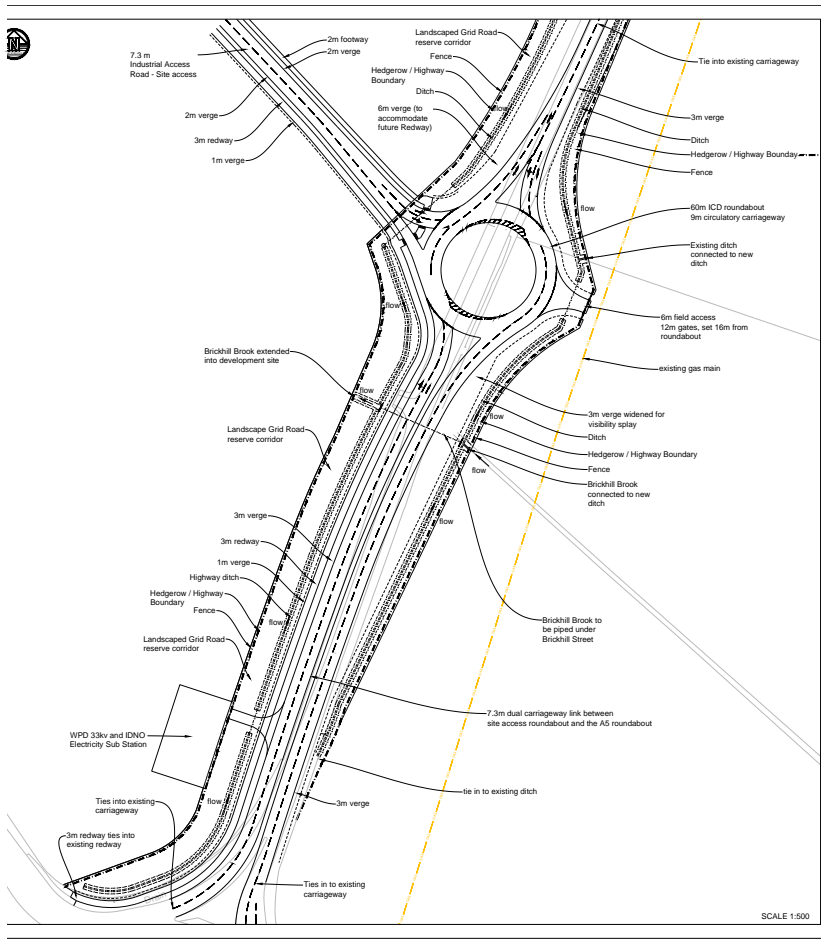 N
7.3 m
Industrial Access
Road - Site access
2m footway
2m verge
2m verge
3m redway
1m verge
Landscaped Grid Road
reserve corridor
Fence
Hedgerow / Highway
Boundary
Ditch
flow
6m verge (to
accommodate
future Redway)
Tie into existing carriageway
3m verge
Ditch
Hedgerow / Highway Bounday
Fence
flow
60m ICD roundabout
9m circulatory carriageway
Existing ditch
connected to new
ditch
flow
6m field access
12m gates, set 16m from
roundabout
existing gas main
Brickhill Brook extended
into development site
flow
Landscape Grid Road
reserve corridor
3m verge widened for
visibility splay
flow
Ditch
Hedgerow / Highway Boundary
Fence
flow
Brickhill Brook
connected to new
ditch
3m verge
flow
3m redway
1m verge
Highway ditch
Hedgerow / Highway
Boundary
Fence
flow
Landscaped Grid Road
reserve corridor
Brickhill Brook to
be piped under
Brickhill Street
7.3m dual carriageway link between
site access roundabout and the A5 roundabout
WPD 33kv and IDNO
Electricity Sub Station
tie in to existing ditch
Ties into existing
carriageway
flow
3m verge
3m redway ties into
existing redway
Ties in to existing
carriageway
SCALE 1:500